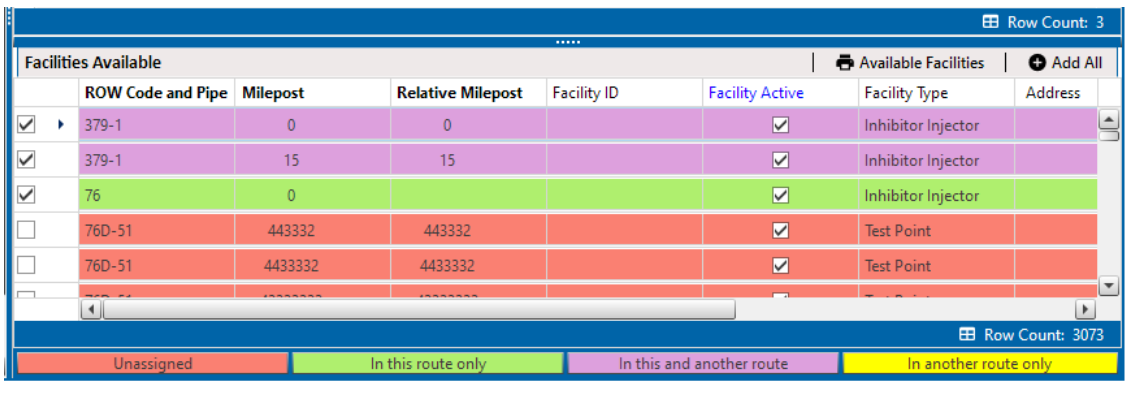 Row Count: 3
Facilities Available Available Facilities Add All
ROW Code and Pipe Milepost Relative Milepost Facility ID Facility Active Facility Type Address
379-1 0 0 Inhibitor Injector
379-1 15 15 Inhibitor Injector
76 0 Inhibitor Injector
76D-51 443332 443332 Test Point
76D-51 4433332 4433332 Test Point
Row Count: 3073
Unassigned In this route only In this and another route In another route only